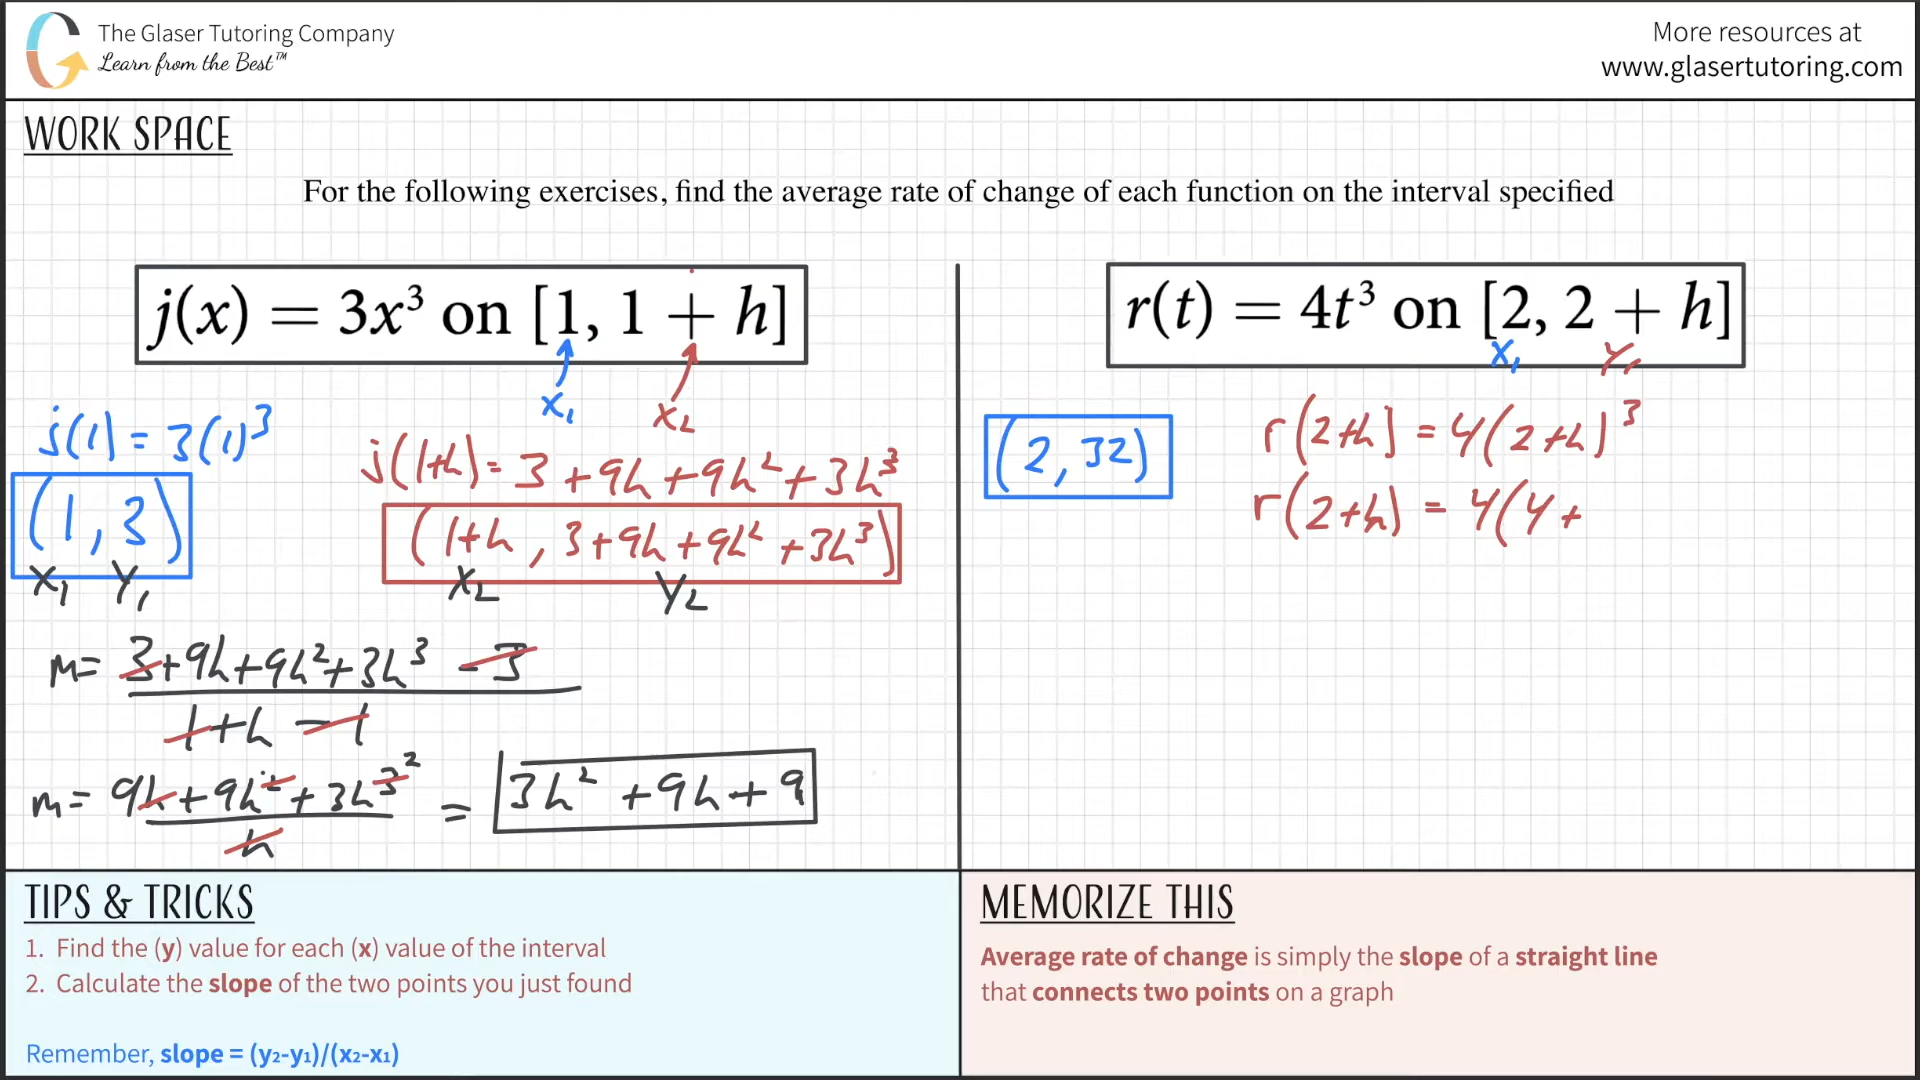 The Glaser Tutoring Company
Learn from the Best™
More resources at
www.glasertutoring.com
WORK SPACE
For the following exercises, find the average rate of change of each function on the interval specified
j(x) = 3x³ on [1, 1 + h]
x₁
x₂
j(1) = 3(1)³
(1, 3)
x₁ y₁
j(1+h) = 3 + 9h + 9h² + 3h³
(1+h, 3+9h+9h²+3h³)
x₂ y₂
m = 3+9h+9h²+3h³ - 3
1+h - 1
m = 9h+9h²+3h³ ² = 3h² + 9h + 9
h
r(t) = 4t³ on [2, 2 + h]
x₁ y₁
(2, 32)
r(2+h) = 4(2+h)³
r(2+h) = 4(4+
TIPS & TRICKS
1. Find the (y) value for each (x) value of the interval
2. Calculate the slope of the two points you just found
Remember, slope = (y₂-y₁)/(x₂-x₁)
MEMORIZE THIS
Average rate of change is simply the slope of a straight line
that connects two points on a graph